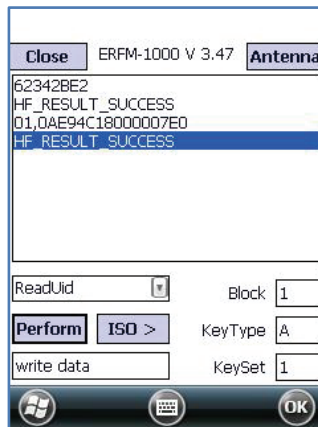 Close ERFM-1000 V 3.47 Antenna
62342BE2
HF_RESULT_SUCCESS
01,0AE94C18000007E0
HF_RESULT_SUCCESS
ReadUid Block 1
Perform ISO > KeyType A
write data KeySet 1
OK